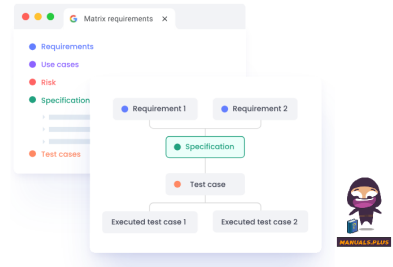 Matrix requirements
Requirements
Use cases
Risk
Specification
Test cases
Requirement 1
Requirement 2
Specification
Test case
Executed test case 1
Executed test case 2
MANUALS.PLUS